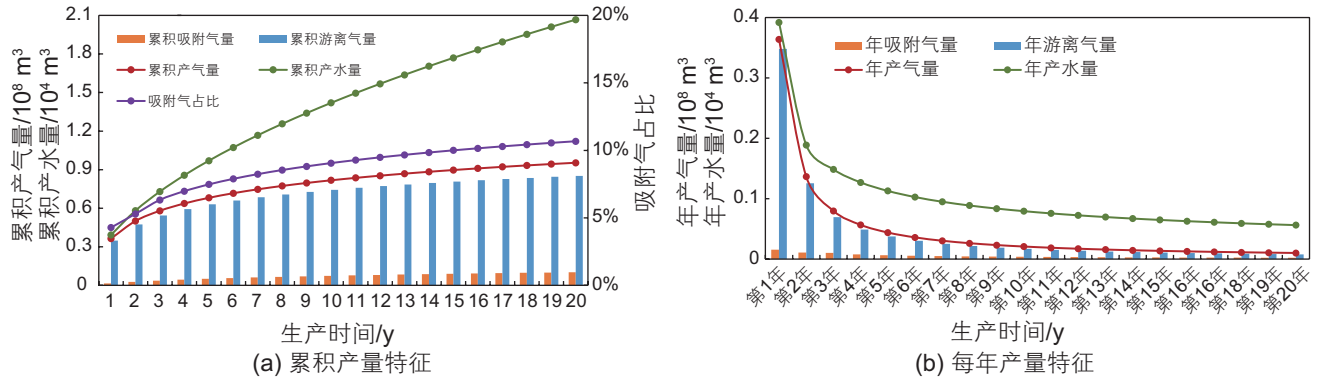 2.1
1.8
1.5
1.2
0.9
0.6
0.3
0
累积产气量/10⁸ m³
累积产水量/10⁴ m³
累积吸附气量
累积游离气量
累积产气量
累积产水量
吸附气占比
20%
15%
10%
5%
0%
吸附气占比
1 2 3 4 5 6 7 8 9 10 11 12 13 14 15 16 17 18 19 20
生产时间/y
(a) 累积产量特征
0.4
0.3
0.2
0.1
0
年产气量/10⁸ m³
年产水量/10⁴ m³
年吸附气量
年游离气量
年产气量
年产水量
第1年 第2年 第3年 第4年 第5年 第6年 第7年 第8年 第9年 第10年 第11年 第12年 第13年 第14年 第15年 第16年 第16年 第18年 第19年 第20年
生产时间/y
(b) 每年产量特征